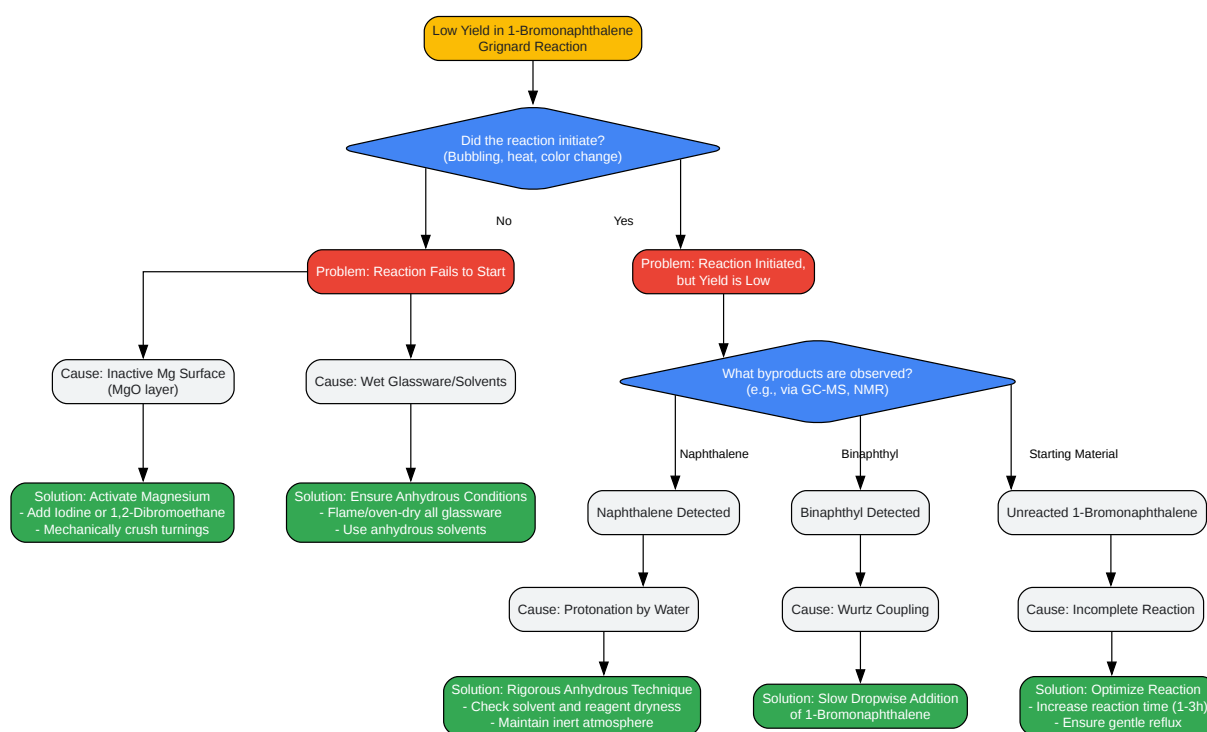 Low Yield in 1-Bromonaphthalene
Grignard Reaction
Did the reaction initiate?
(Bubbling, heat, color change)
No
Yes
Problem: Reaction Fails to Start
Problem: Reaction Initiated,
but Yield is Low
Cause: Inactive Mg Surface
(MgO layer)
Cause: Wet Glassware/Solvents
What byproducts are observed?
(e.g., via GC-MS, NMR)
Naphthalene
Binaphthyl
Starting Material
Solution: Activate Magnesium
- Add Iodine or 1,2-Dibromoethane
- Mechanically crush turnings
Solution: Ensure Anhydrous Conditions
- Flame/oven-dry all glassware
- Use anhydrous solvents
Naphthalene Detected
Binaphthyl Detected
Unreacted 1-Bromonaphthalene
Cause: Protonation by Water
Cause: Wurtz Coupling
Cause: Incomplete Reaction
Solution: Rigorous Anhydrous Technique
- Check solvent and reagent dryness
- Maintain inert atmosphere
Solution: Slow Dropwise Addition
of 1-Bromonaphthalene
Solution: Optimize Reaction
- Increase reaction time (1-3h)
- Ensure gentle reflux